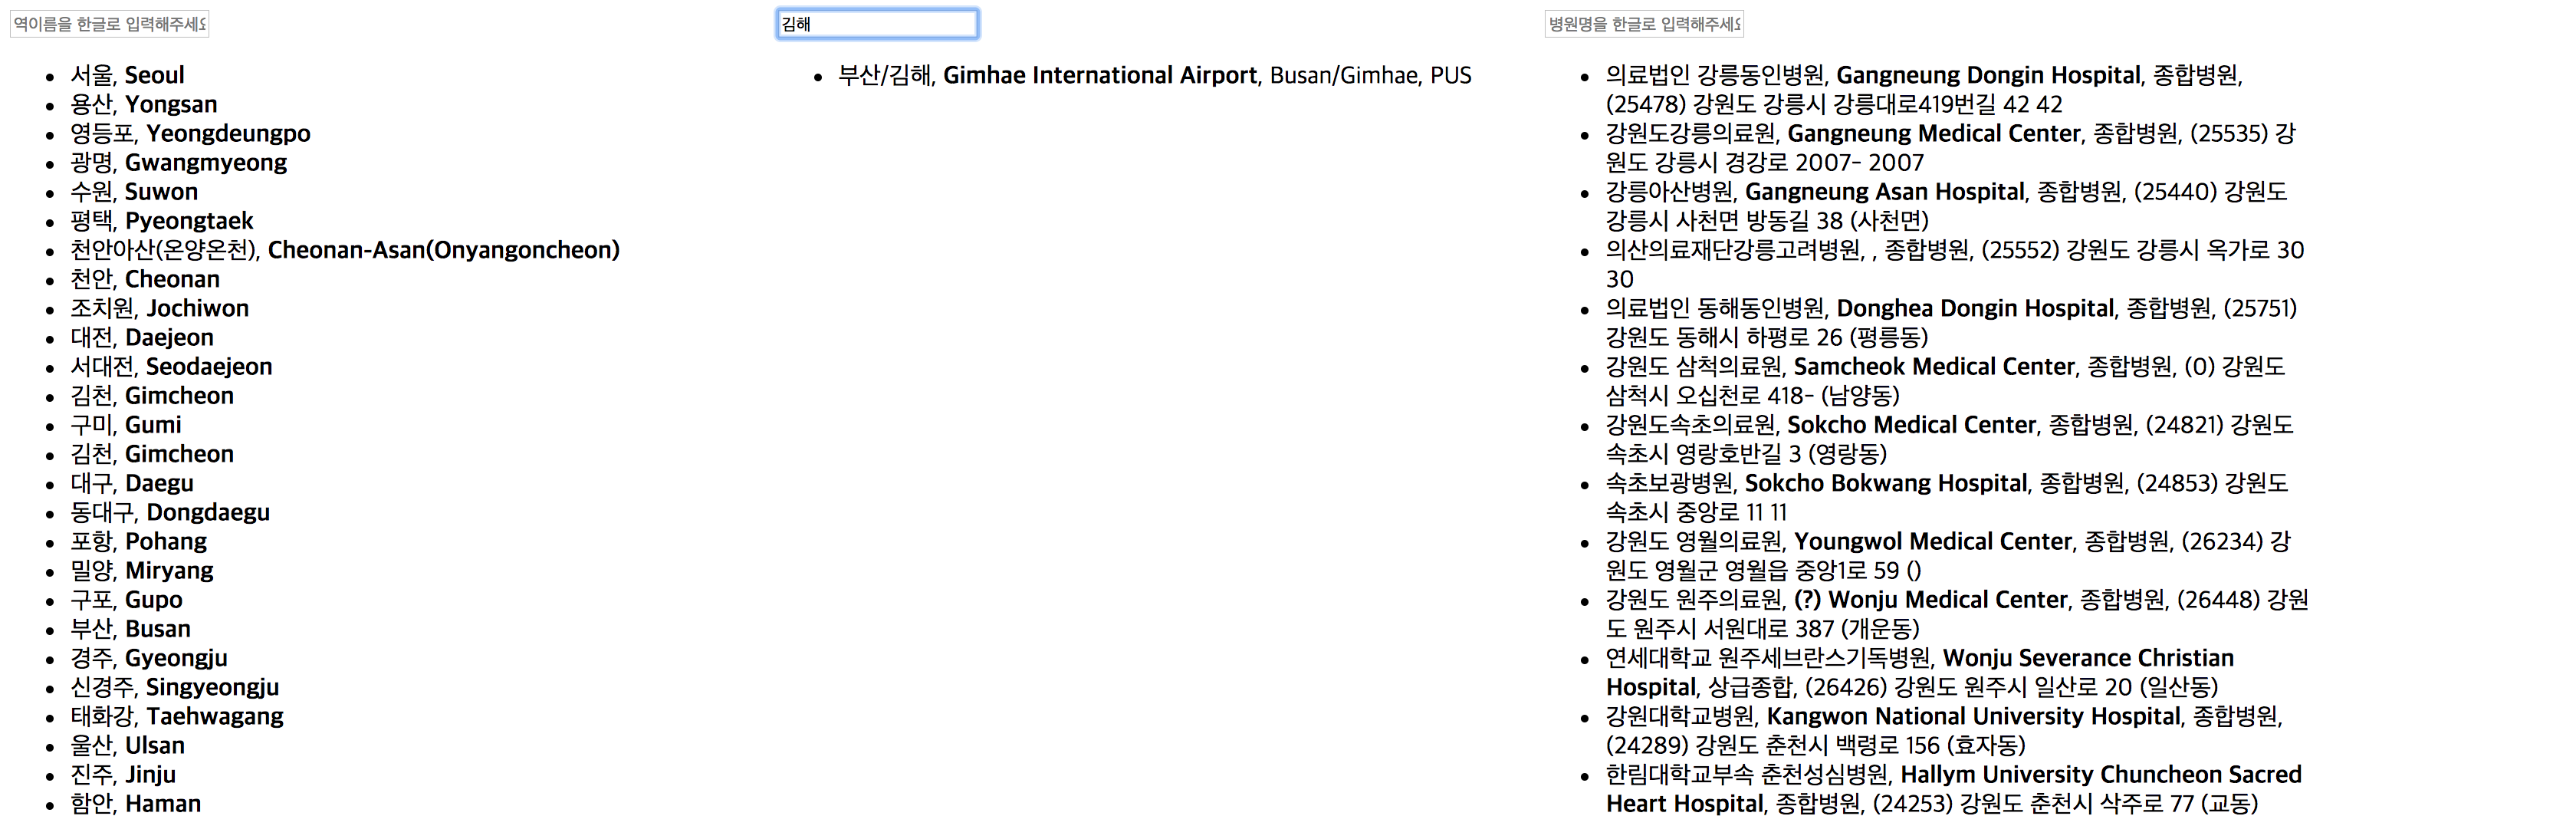 역이름을 한글로 입력해주세요
서울, Seoul
용산, Yongsan
영등포, Yeongdeungpo
광명, Gwangmyeong
수원, Suwon
평택, Pyeongtaek
천안아산(온양온천), Cheonan-Asan(Onyangoncheon)
천안, Cheonan
조치원, Jochiwon
대전, Daejeon
서대전, Seodaejeon
김천, Gimcheon
구미, Gumi
김천, Gimcheon
대구, Daegu
동대구, Dongdaegu
포항, Pohang
밀양, Miryang
구포, Gupo
부산, Busan
경주, Gyeongju
신경주, Singyeongju
태화강, Taehwagang
울산, Ulsan
진주, Jinju
함안, Haman
김해
부산/김해, Gimhae International Airport, Busan/Gimhae, PUS
병원명을 한글로 입력해주세요
의료법인 강릉동인병원, Gangneung Dongin Hospital, 종합병원,
(25478) 강원도 강릉시 강릉대로419번길 42 42
강원도강릉의료원, Gangneung Medical Center, 종합병원, (25535) 강
원도 강릉시 경강로 2007- 2007
강릉아산병원, Gangneung Asan Hospital, 종합병원, (25440) 강원도
강릉시 사천면 방동길 38 (사천면)
의산의료재단강릉고려병원, , 종합병원, (25552) 강원도 강릉시 옥가로 30
30
의료법인 동해동인병원, Donghea Dongin Hospital, 종합병원, (25751)
강원도 동해시 하평로 26 (평릉동)
강원도 삼척의료원, Samcheok Medical Center, 종합병원, (0) 강원도
삼척시 오십천로 418- (남양동)
강원도속초의료원, Sokcho Medical Center, 종합병원, (24821) 강원도
속초시 영랑호반길 3 (영랑동)
속초보광병원, Sokcho Bokwang Hospital, 종합병원, (24853) 강원도
속초시 중앙로 11 11
강원도 영월의료원, Youngwol Medical Center, 종합병원, (26234) 강
원도 영월군 영월읍 중앙1로 59 ()
강원도 원주의료원, (?) Wonju Medical Center, 종합병원, (26448) 강원
도 원주시 서원대로 387 (개운동)
연세대학교 원주세브란스기독병원, Wonju Severance Christian
Hospital, 상급종합, (26426) 강원도 원주시 일산로 20 (일산동)
강원대학교병원, Kangwon National University Hospital, 종합병원,
(24289) 강원도 춘천시 백령로 156 (효자동)
한림대학교부속 춘천성심병원, Hallym University Chuncheon Sacred
Heart Hospital, 종합병원, (24253) 강원도 춘천시 삭주로 77 (교동)